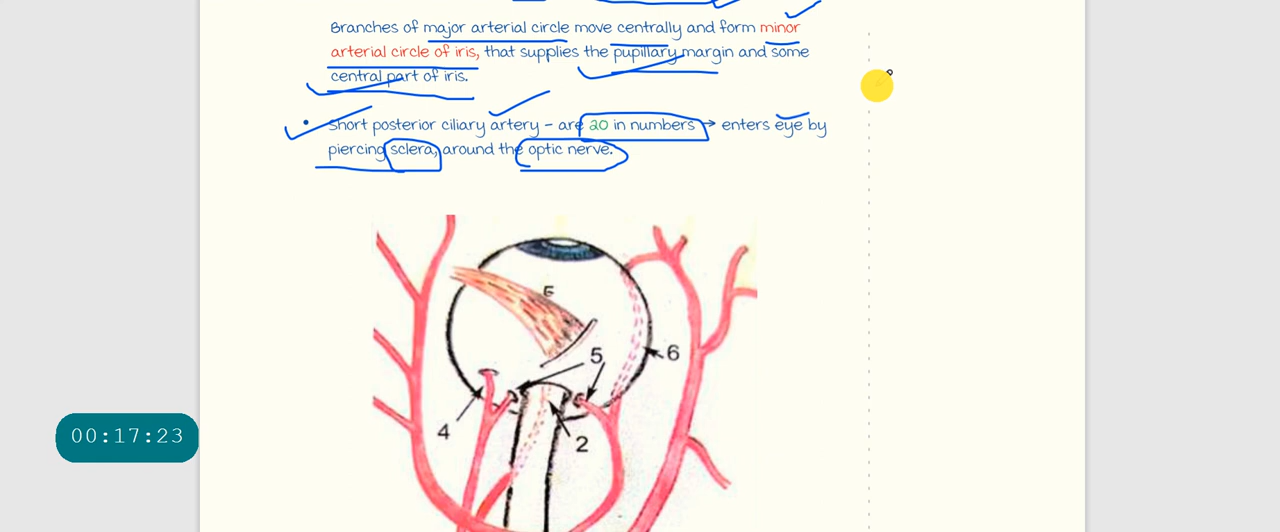 Branches of major arterial circle move centrally and form minor
arterial circle of iris, that supplies the pupillary margin and some
central part of iris.
• Short posterior ciliary artery - are 20 in numbers → enters eye by
piercing sclera, around the optic nerve.
5
6
4
2
00:17:23